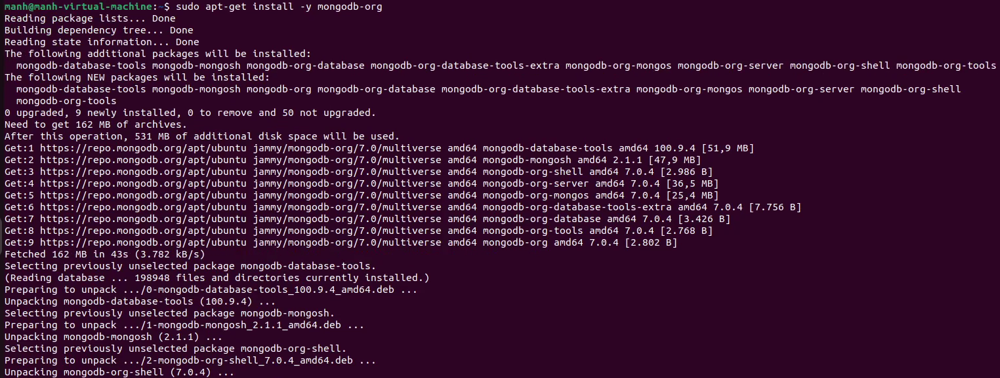 manh@manh-virtual-machine:~$ sudo apt-get install -y mongodb-org
Reading package lists... Done
Building dependency tree... Done
Reading state information... Done
The following additional packages will be installed:
  mongodb-database-tools mongodb-mongosh mongodb-org-database mongodb-org-database-tools-extra mongodb-org-mongos mongodb-org-server mongodb-org-shell mongodb-org-tools
The following NEW packages will be installed:
  mongodb-database-tools mongodb-mongosh mongodb-org mongodb-org-database mongodb-org-database-tools-extra mongodb-org-mongos mongodb-org-server mongodb-org-shell
  mongodb-org-tools
0 upgraded, 9 newly installed, 0 to remove and 50 not upgraded.
Need to get 162 MB of archives.
After this operation, 531 MB of additional disk space will be used.
Get:1 https://repo.mongodb.org/apt/ubuntu jammy/mongodb-org/7.0/multiverse amd64 mongodb-database-tools amd64 100.9.4 [51,9 MB]
Get:2 https://repo.mongodb.org/apt/ubuntu jammy/mongodb-org/7.0/multiverse amd64 mongodb-mongosh amd64 2.1.1 [47,9 MB]
Get:3 https://repo.mongodb.org/apt/ubuntu jammy/mongodb-org/7.0/multiverse amd64 mongodb-org-shell amd64 7.0.4 [2.986 B]
Get:4 https://repo.mongodb.org/apt/ubuntu jammy/mongodb-org/7.0/multiverse amd64 mongodb-org-server amd64 7.0.4 [36,5 MB]
Get:5 https://repo.mongodb.org/apt/ubuntu jammy/mongodb-org/7.0/multiverse amd64 mongodb-org-mongos amd64 7.0.4 [25,4 MB]
Get:6 https://repo.mongodb.org/apt/ubuntu jammy/mongodb-org/7.0/multiverse amd64 mongodb-org-database-tools-extra amd64 7.0.4 [7.756 B]
Get:7 https://repo.mongodb.org/apt/ubuntu jammy/mongodb-org/7.0/multiverse amd64 mongodb-org-database amd64 7.0.4 [3.426 B]
Get:8 https://repo.mongodb.org/apt/ubuntu jammy/mongodb-org/7.0/multiverse amd64 mongodb-org-tools amd64 7.0.4 [2.768 B]
Get:9 https://repo.mongodb.org/apt/ubuntu jammy/mongodb-org/7.0/multiverse amd64 mongodb-org amd64 7.0.4 [2.802 B]
Fetched 162 MB in 43s (3.782 kB/s)
Selecting previously unselected package mongodb-database-tools.
(Reading database ... 198948 files and directories currently installed.)
Preparing to unpack .../0-mongodb-database-tools_100.9.4_amd64.deb ...
Unpacking mongodb-database-tools (100.9.4) ...
Selecting previously unselected package mongodb-mongosh.
Preparing to unpack .../1-mongodb-mongosh_2.1.1_amd64.deb ...
Unpacking mongodb-mongosh (2.1.1) ...
Selecting previously unselected package mongodb-org-shell.
Preparing to unpack .../2-mongodb-org-shell_7.0.4_amd64.deb ...
Unpacking mongodb-org-shell (7.0.4) ...